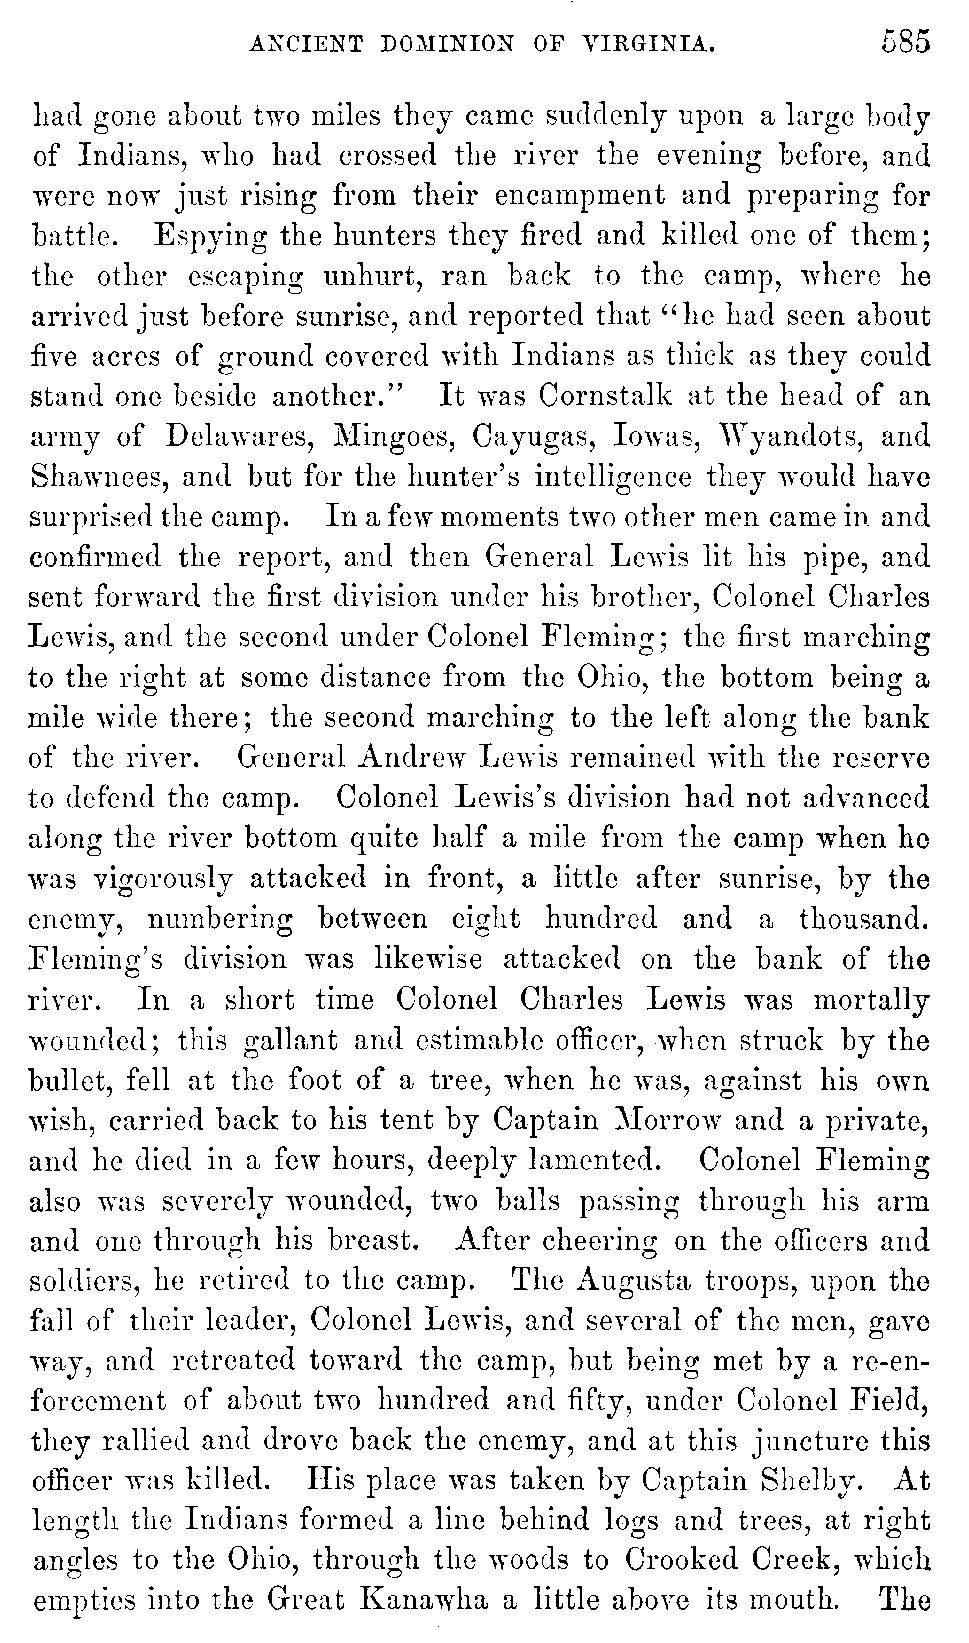 ANCIENT DOMINION OF VIRGINIA. 585
had gone about two miles they came suddenly upon a large body
of Indians, who had crossed the river the evening before, and
were now just rising from their encampment and preparing for
battle. Espying the hunters they fired and killed one of them;
the other escaping unhurt, ran back to the camp, where he
arrived just before sunrise, and reported that “he had seen about
five acres of ground covered with Indians as thick as they could
stand one beside another.” It was Cornstalk at the head of an
army of Delawares, Mingoes, Cayugas, Iowas, Wyandots, and
Shawnees, and but for the hunter's intelligence they would have
surprised the camp. In a few moments two other men came in and
confirmed the report, and then General Lewis lit his pipe, and
sent forward the first division under his brother, Colonel Charles
Lewis, and the second under Colonel Fleming; the first marching
to the right at some distance from the Ohio, the bottom being a
mile wide there; the second marching to the left along the bank
of the river. General Andrew Lewis remained with the reserve
to defend the camp. Colonel Lewis's division had not advanced
along the river bottom quite half a mile from the camp when he
was vigorously attacked in front, a little after sunrise, by the
enemy, numbering between eight hundred and a thousand.
Fleming's division was likewise attacked on the bank of the
river. In a short time Colonel Charles Lewis was mortally
wounded; this gallant and estimable officer, when struck by the
bullet, fell at the foot of a tree, when he was, against his own
wish, carried back to his tent by Captain Morrow and a private,
and he died in a few hours, deeply lamented. Colonel Fleming
also was severely wounded, two balls passing through his arm
and one through his breast. After cheering on the officers and
soldiers, he retired to the camp. The Augusta troops, upon the
fall of their leader, Colonel Lewis, and several of the men, gave
way, and retreated toward the camp, but being met by a re-en-
forcement of about two hundred and fifty, under Colonel Field,
they rallied and drove back the enemy, and at this juncture this
officer was killed. His place was taken by Captain Shelby. At
length the Indians formed a line behind logs and trees, at right
angles to the Ohio, through the woods to Crooked Creek, which
empties into the Great Kanawha a little above its mouth. The